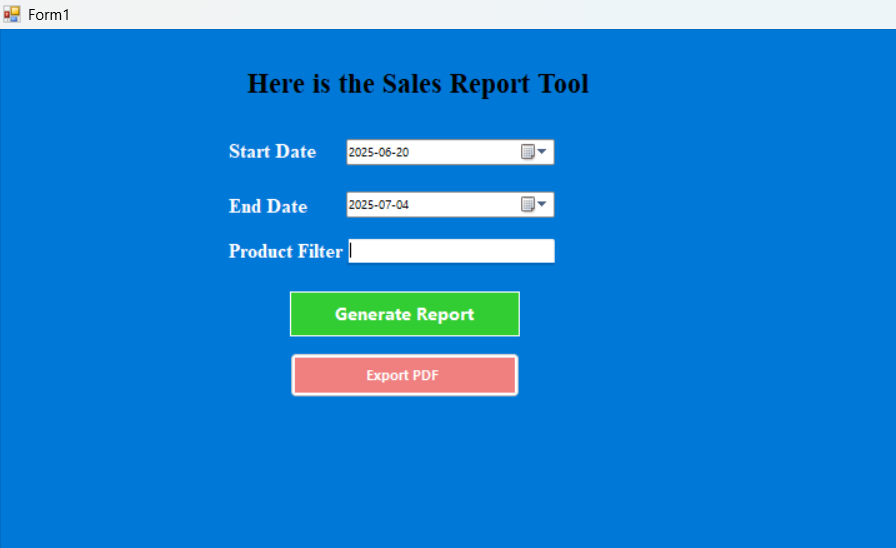 Form1
Here is the Sales Report Tool
Start Date 2025-06-20
End Date 2025-07-04
Product Filter
Generate Report
Export PDF